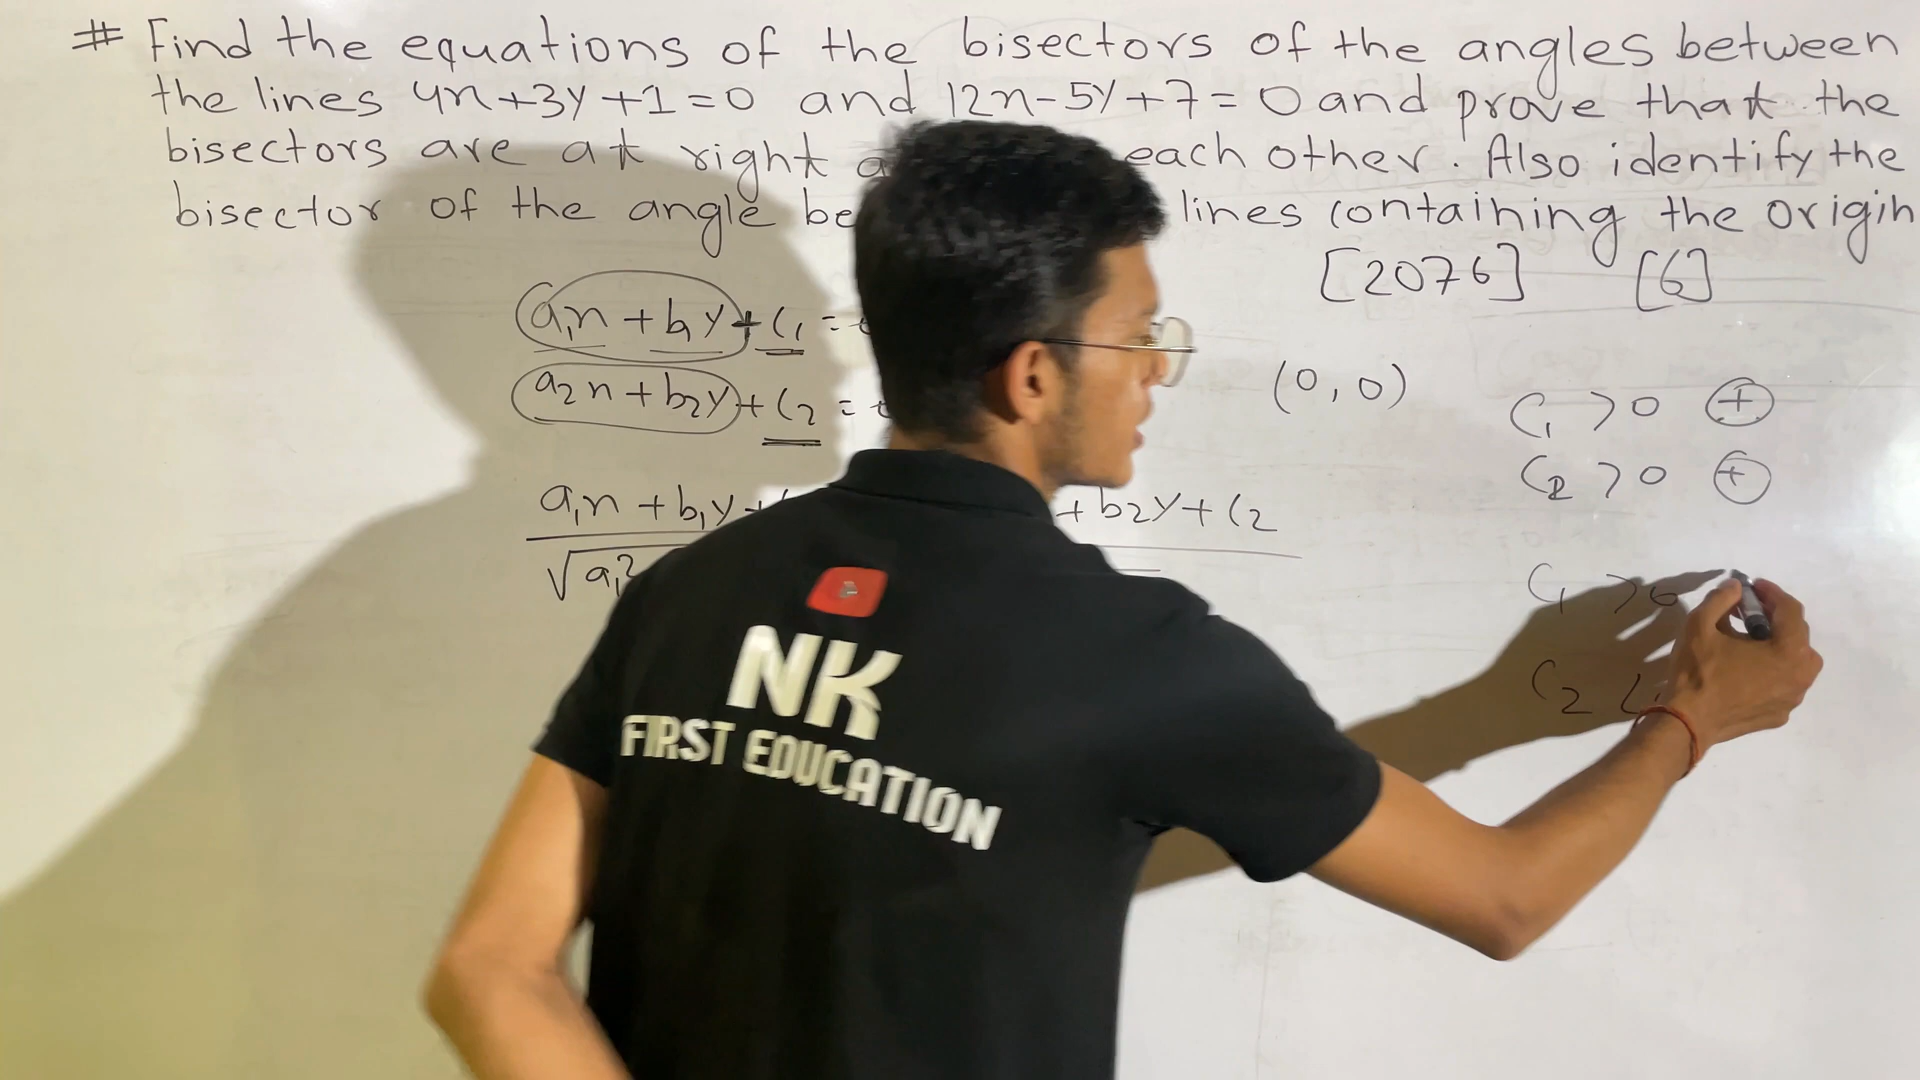 # Find the equations of the bisectors of the angles between
the lines 4x+3y+1=0 and 12x-5y+7=0 and prove that the
bisectors are at right a each other. Also identify the
bisector of the angle be lines containing the origin
[2076] [6]
a₁x + b₁y + c₁ =
a₂x + b₂y + c₂ =
(0,0)
c₁ > 0 +
c₂ > 0 +
a₁x + b₁y + + b₂y + c₂
√a₁²
c₁ > 0
c₂ <
NK
FIRST EDUCATION